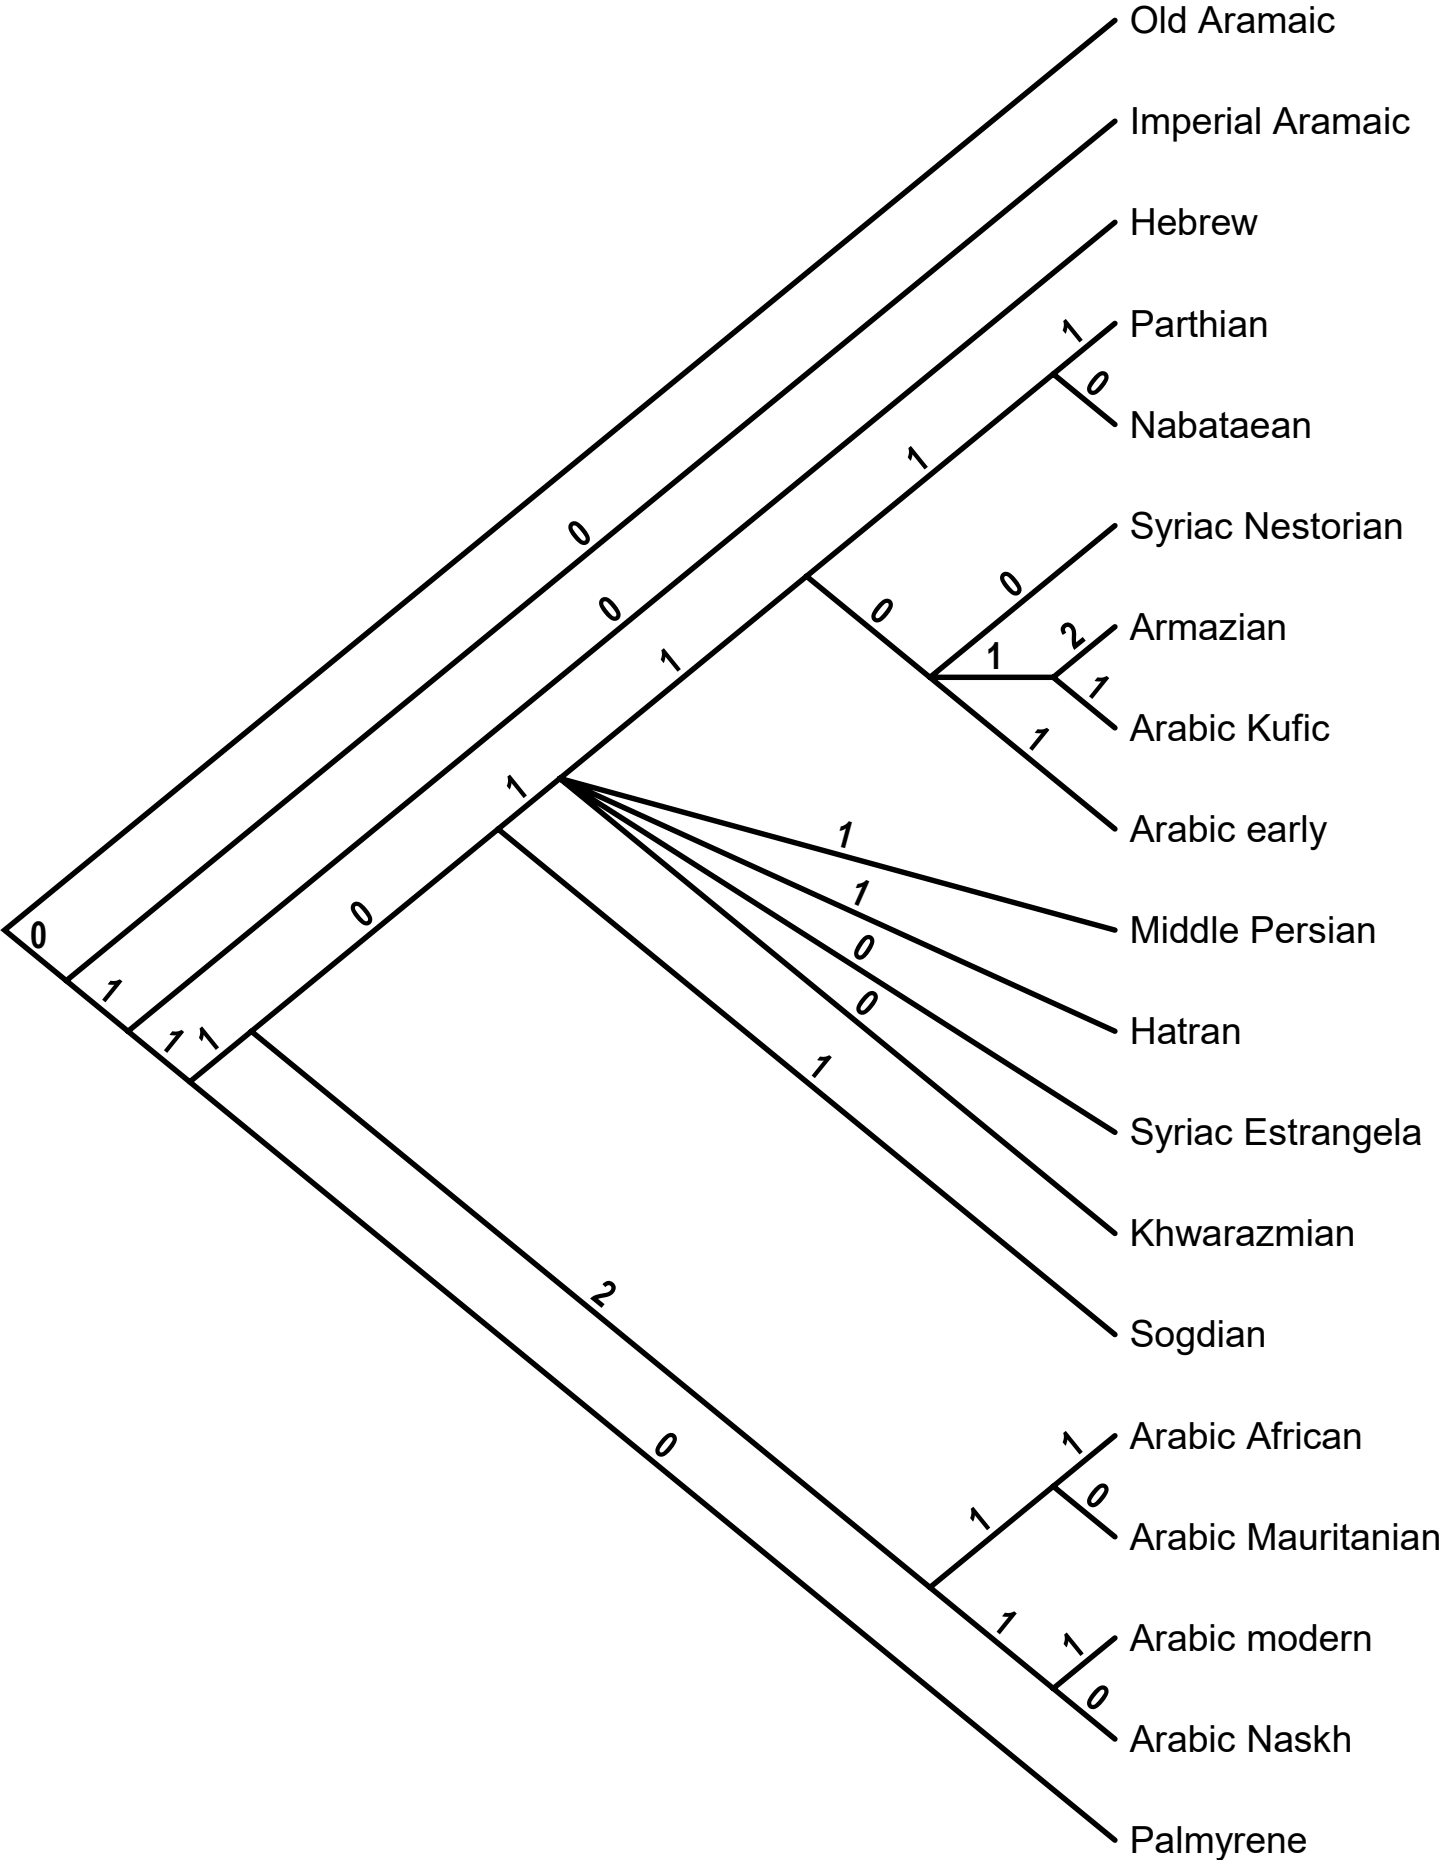 Old Aramaic
Imperial Aramaic
Hebrew
1 Parthian
0
Nabataean
1
0
Syriac Nestorian
0
0
0
2 Armazian
1
1
1
Arabic Kufic
1
1
1
Arabic early
1
0
0
Middle Persian
1
0
1
Hatran
1
1
1
Syriac Estrangela
Khwarazmian
2
Sogdian
0
1
Arabic African
0
1
Arabic Mauritanian
1
1
Arabic modern
0
Arabic Naskh
Palmyrene